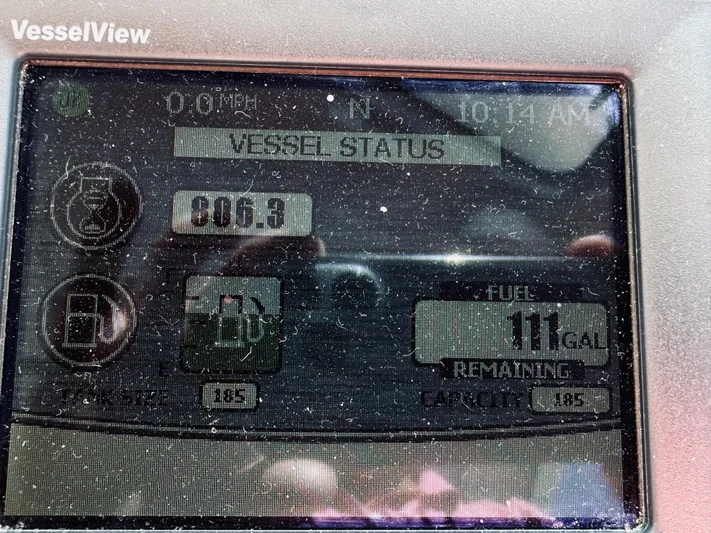 VesselView
OK 0.0 MPH N 10:14 AM
VESSEL STATUS
806.3
F
FUEL
111 GAL
E
REMAINING
TANK SIZE 185 CAPACITY 185